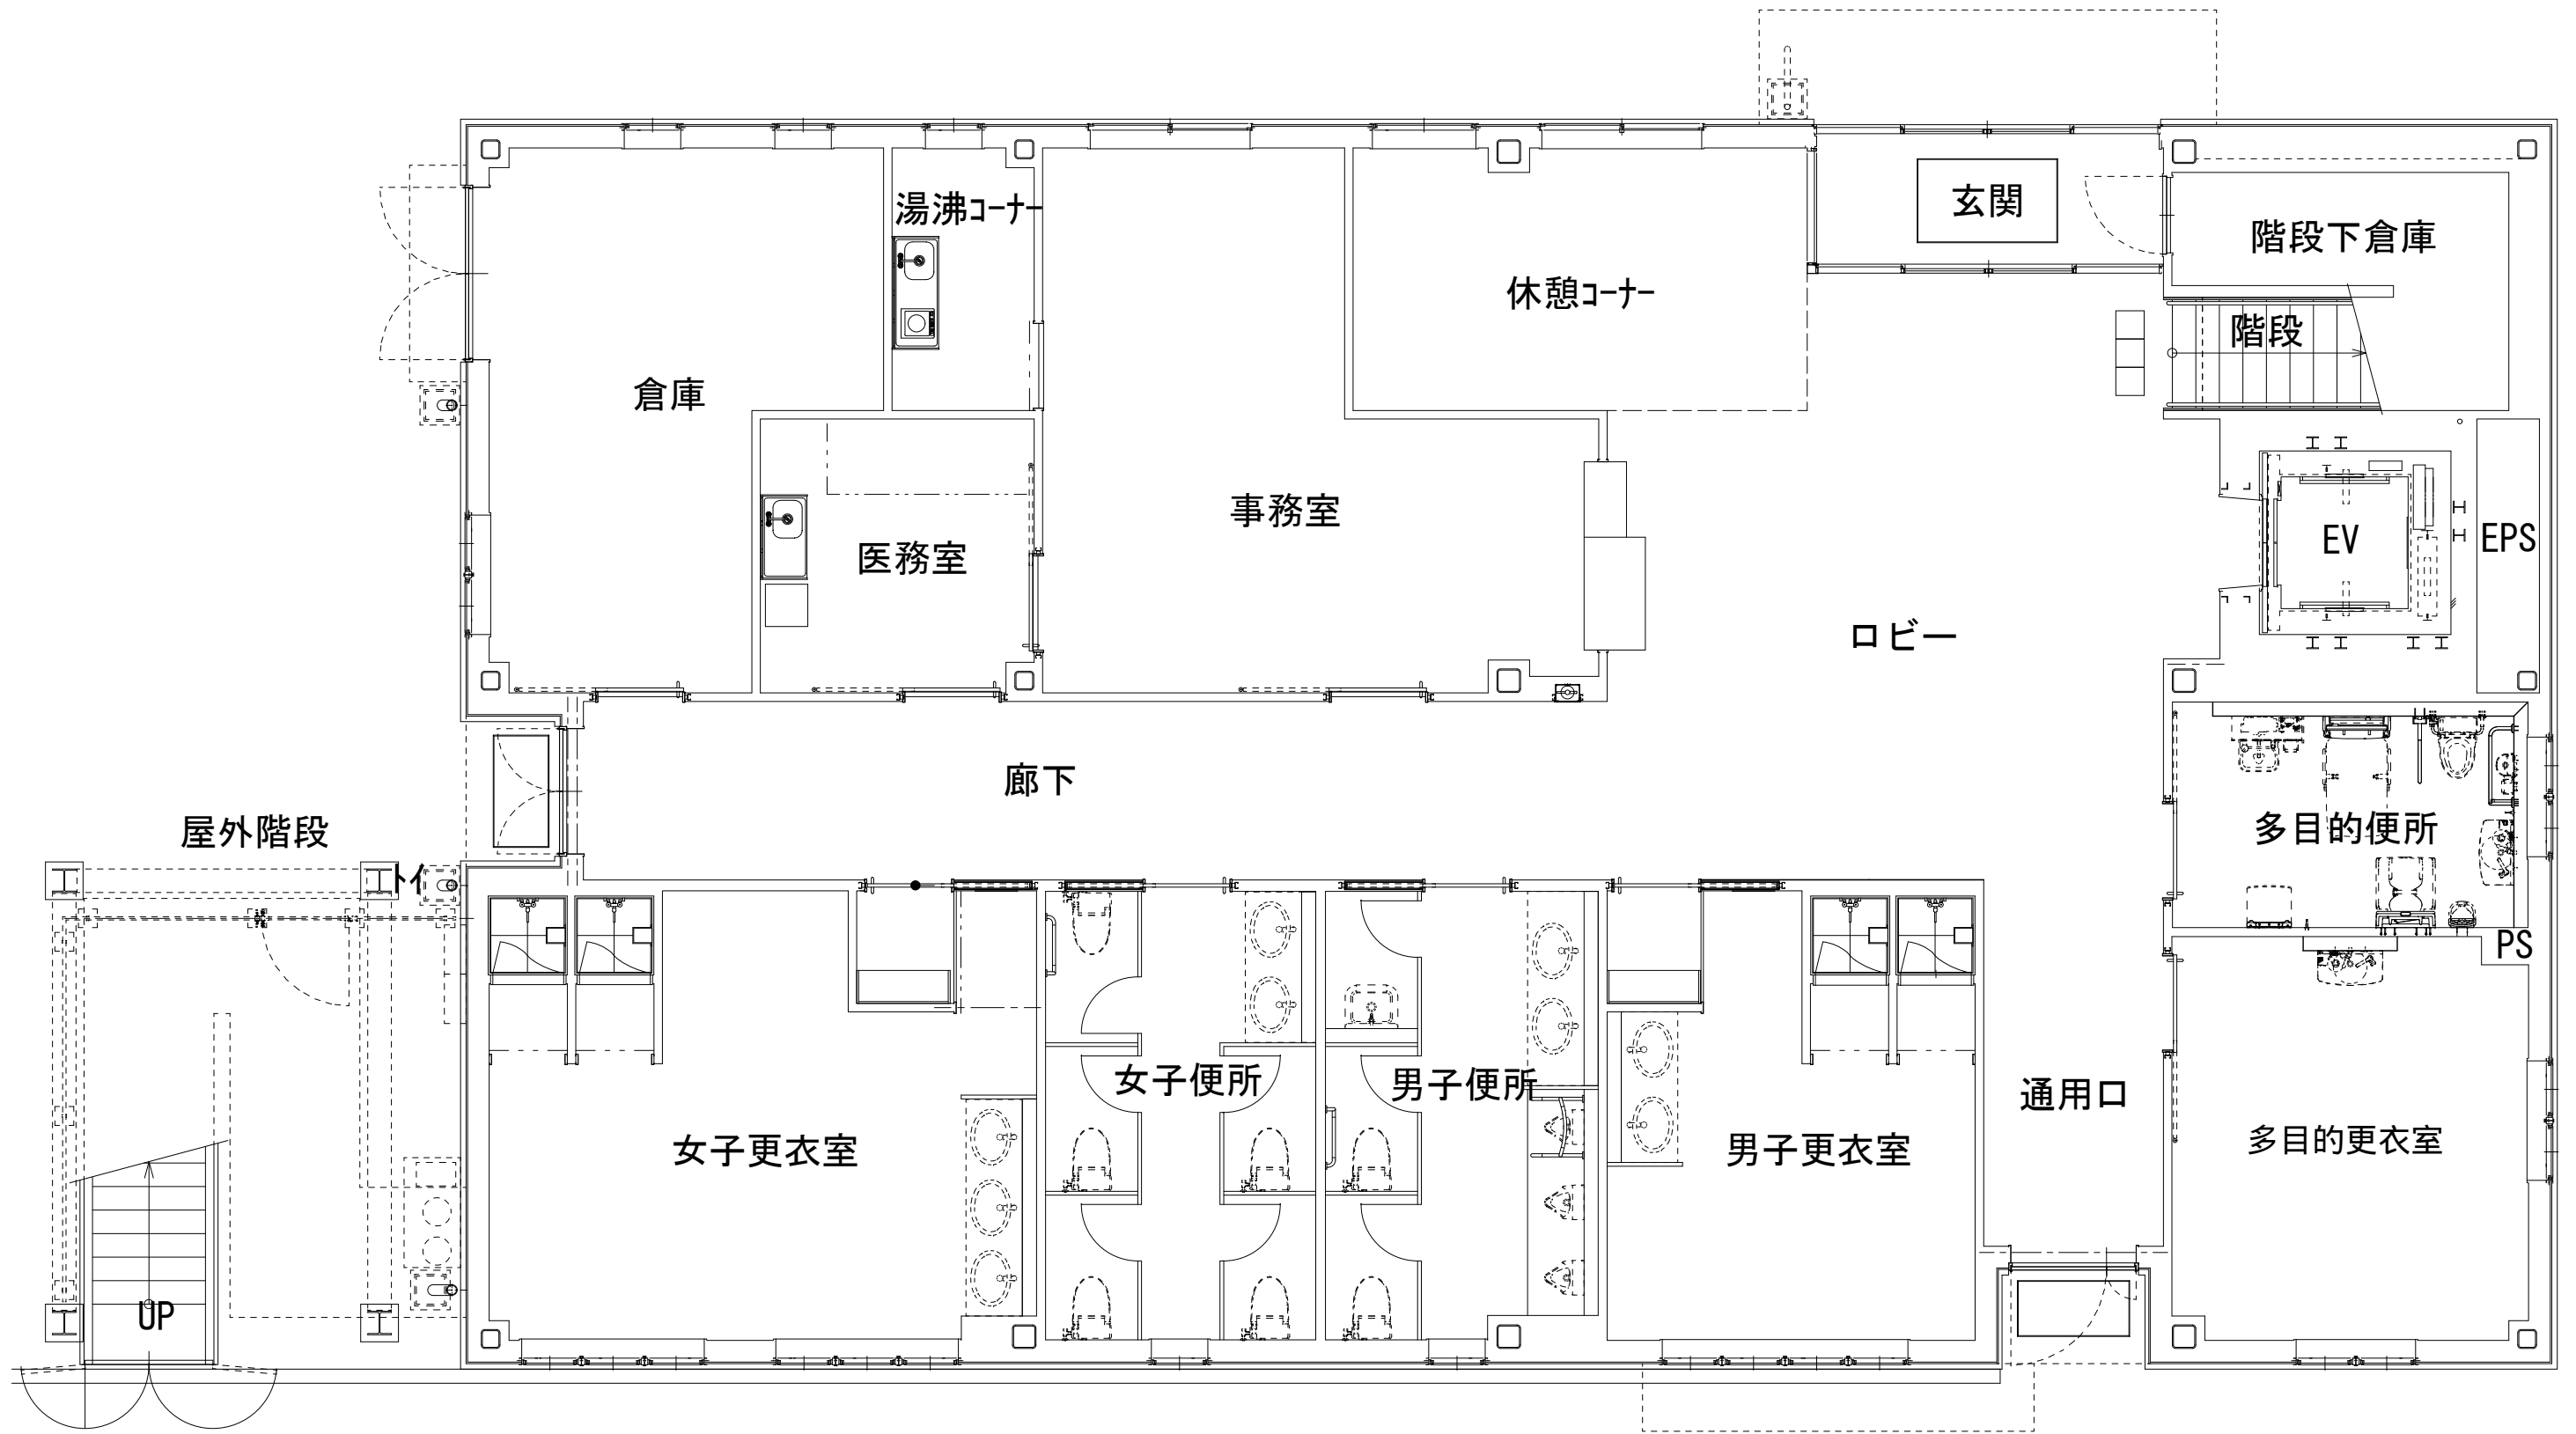 玄関
湯沸ｺｰﾅｰ
階段下倉庫
休憩ｺｰﾅｰ
階段
倉庫
事務室
EV
EPS
医務室
ロビー
廊下
多目的便所
屋外階段
PS
女子便所
男子便所
通用口
多目的更衣室
女子更衣室
男子更衣室
UP